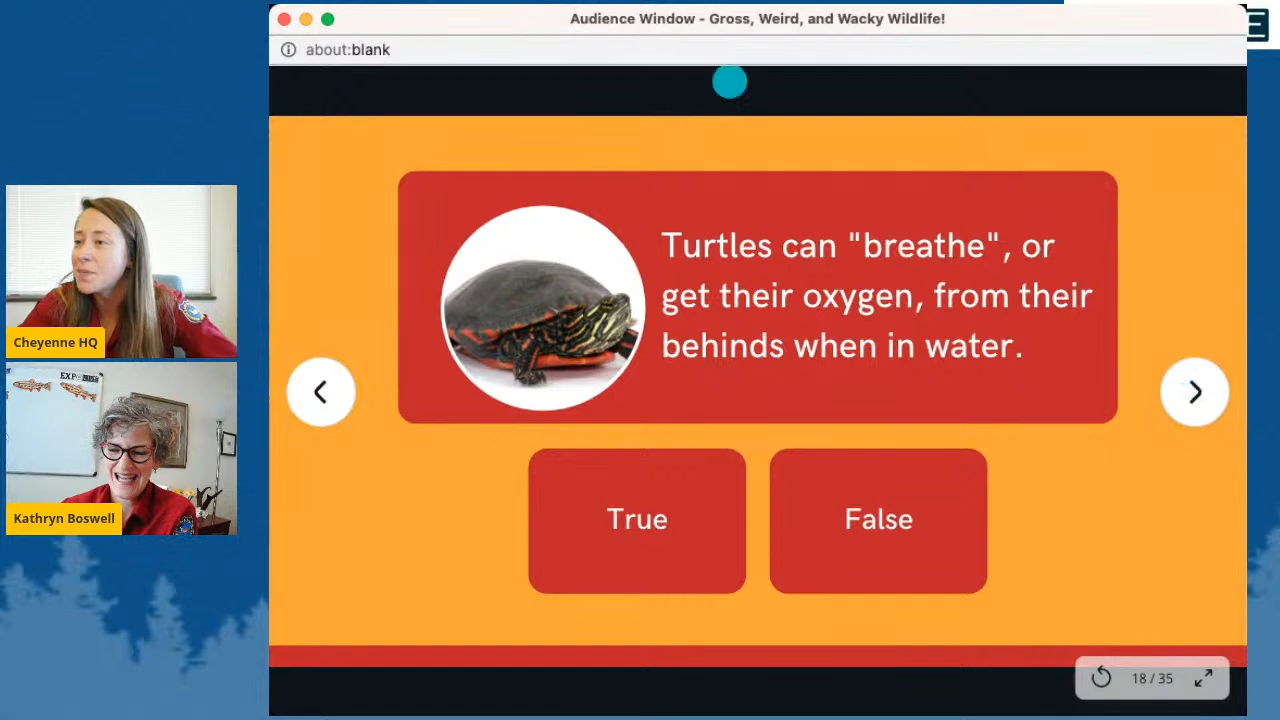 Audience Window - Gross, Weird, and Wacky Wildlife!
about:blank
E
Turtles can "breathe", or
get their oxygen, from their
behinds when in water.
True
False
18 / 35
Cheyenne HQ
EXP
Kathryn Boswell